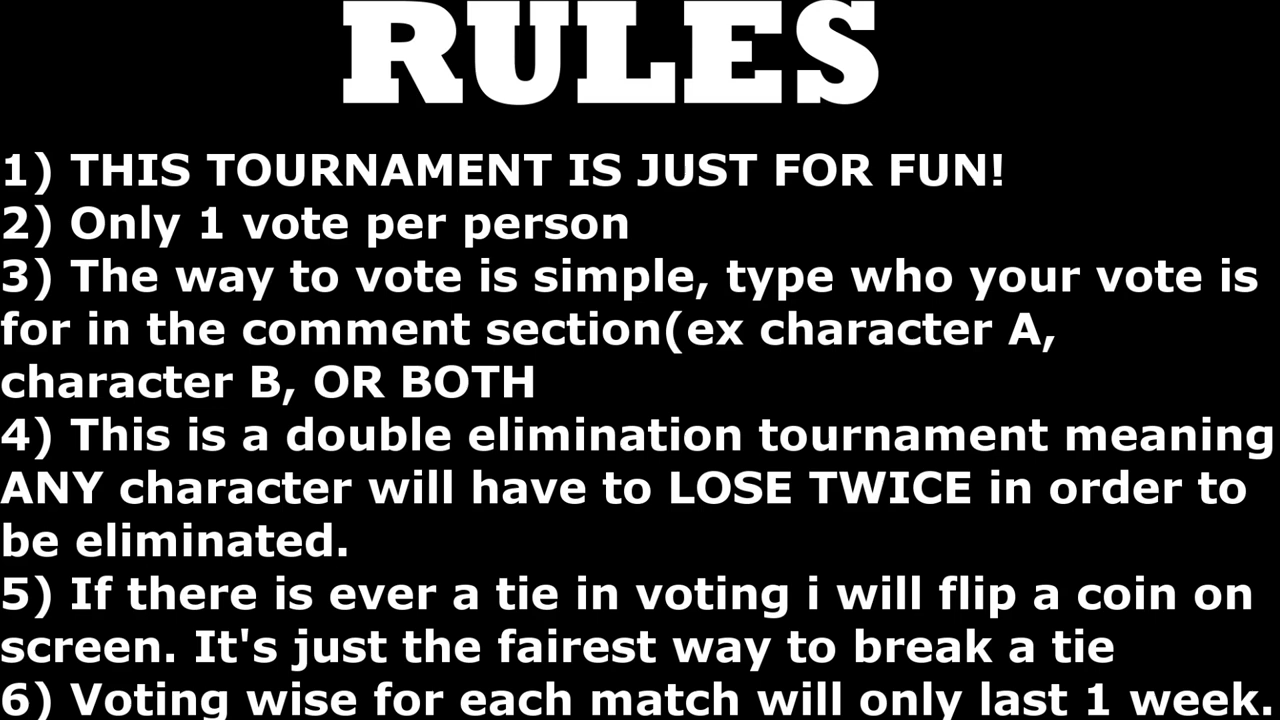 RULES
1) THIS TOURNAMENT IS JUST FOR FUN!
2) Only 1 vote per person
3) The way to vote is simple, type who your vote is
for in the comment section(ex character A,
character B, OR BOTH
4) This is a double elimination tournament meaning
ANY character will have to LOSE TWICE in order to
be eliminated.
5) If there is ever a tie in voting i will flip a coin on
screen. It's just the fairest way to break a tie
6) Voting wise for each match will only last 1 week.